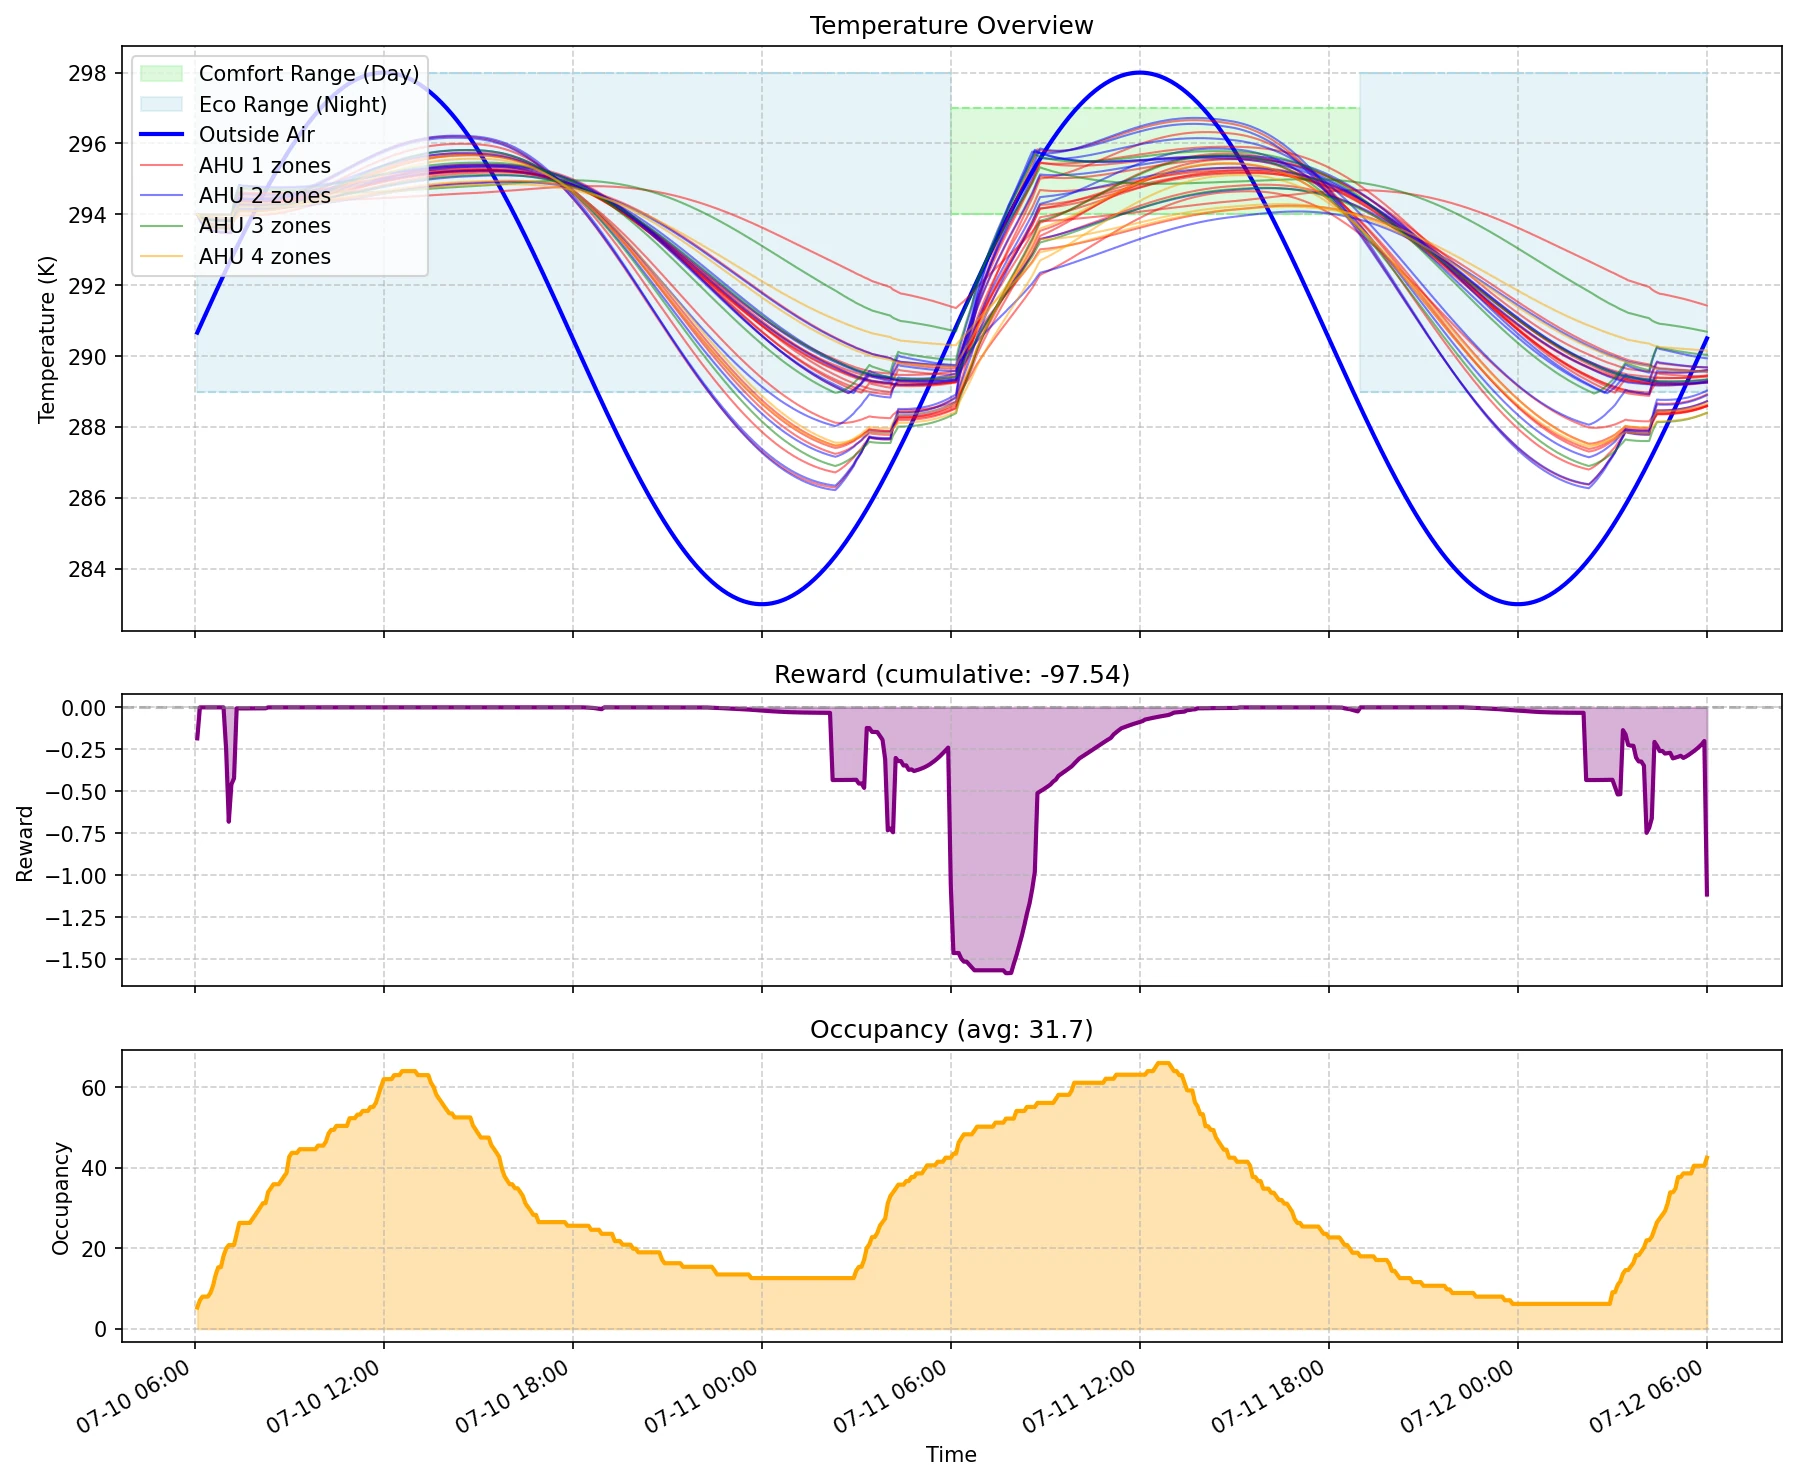 Temperature Overview
298
296
294
292
290
288
286
284
Temperature (K)
Comfort Range (Day)
Eco Range (Night)
Outside Air
AHU 1 zones
AHU 2 zones
AHU 3 zones
AHU 4 zones
Reward (cumulative: -97.54)
0.00
−0.25
−0.50
−0.75
−1.00
−1.25
−1.50
Reward
Occupancy (avg: 31.7)
60
40
20
0
Occupancy
07-10 06:00
07-10 12:00
07-10 18:00
07-11 00:00
07-11 06:00
07-11 12:00
07-11 18:00
07-12 00:00
07-12 06:00
Time